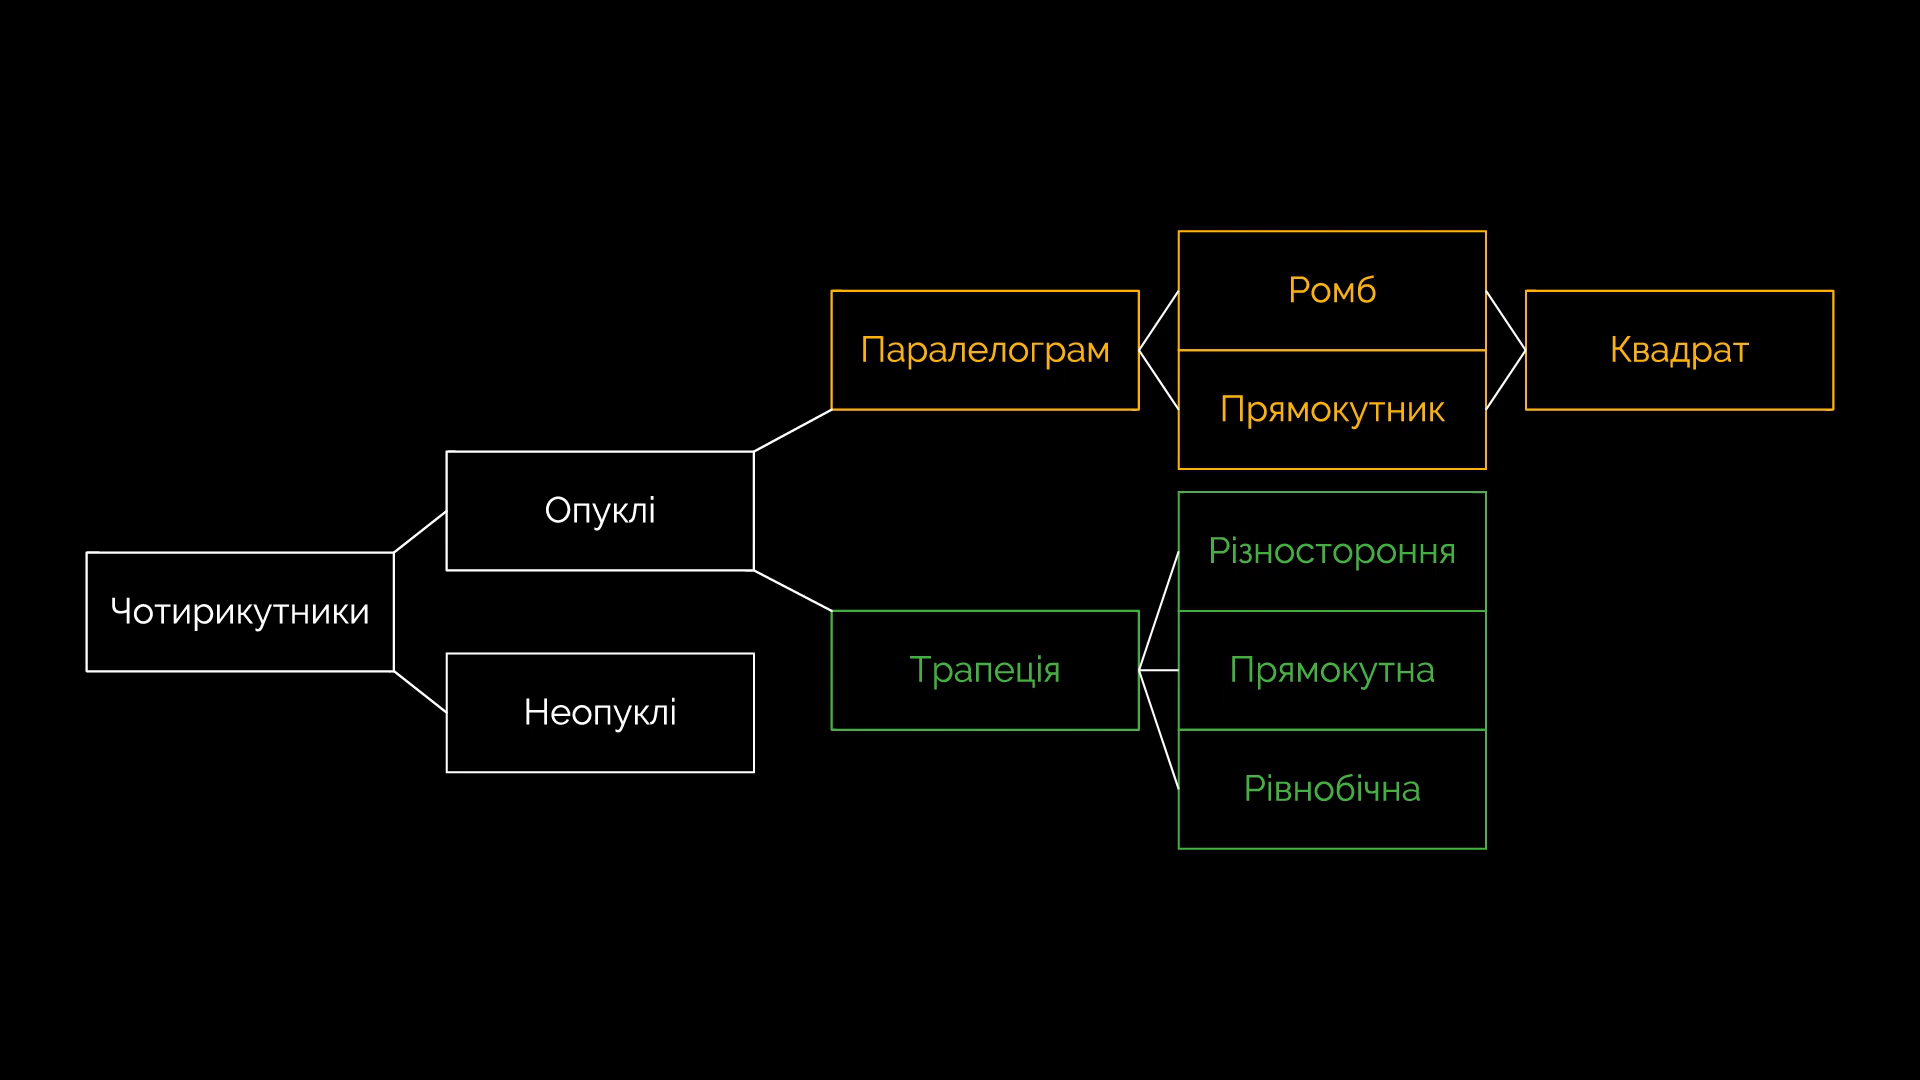 Чотирикутники
Опуклі
Неопуклі
Паралелограм
Ромб
Прямокутник
Квадрат
Трапеція
Різностороння
Прямокутна
Рівнобічна